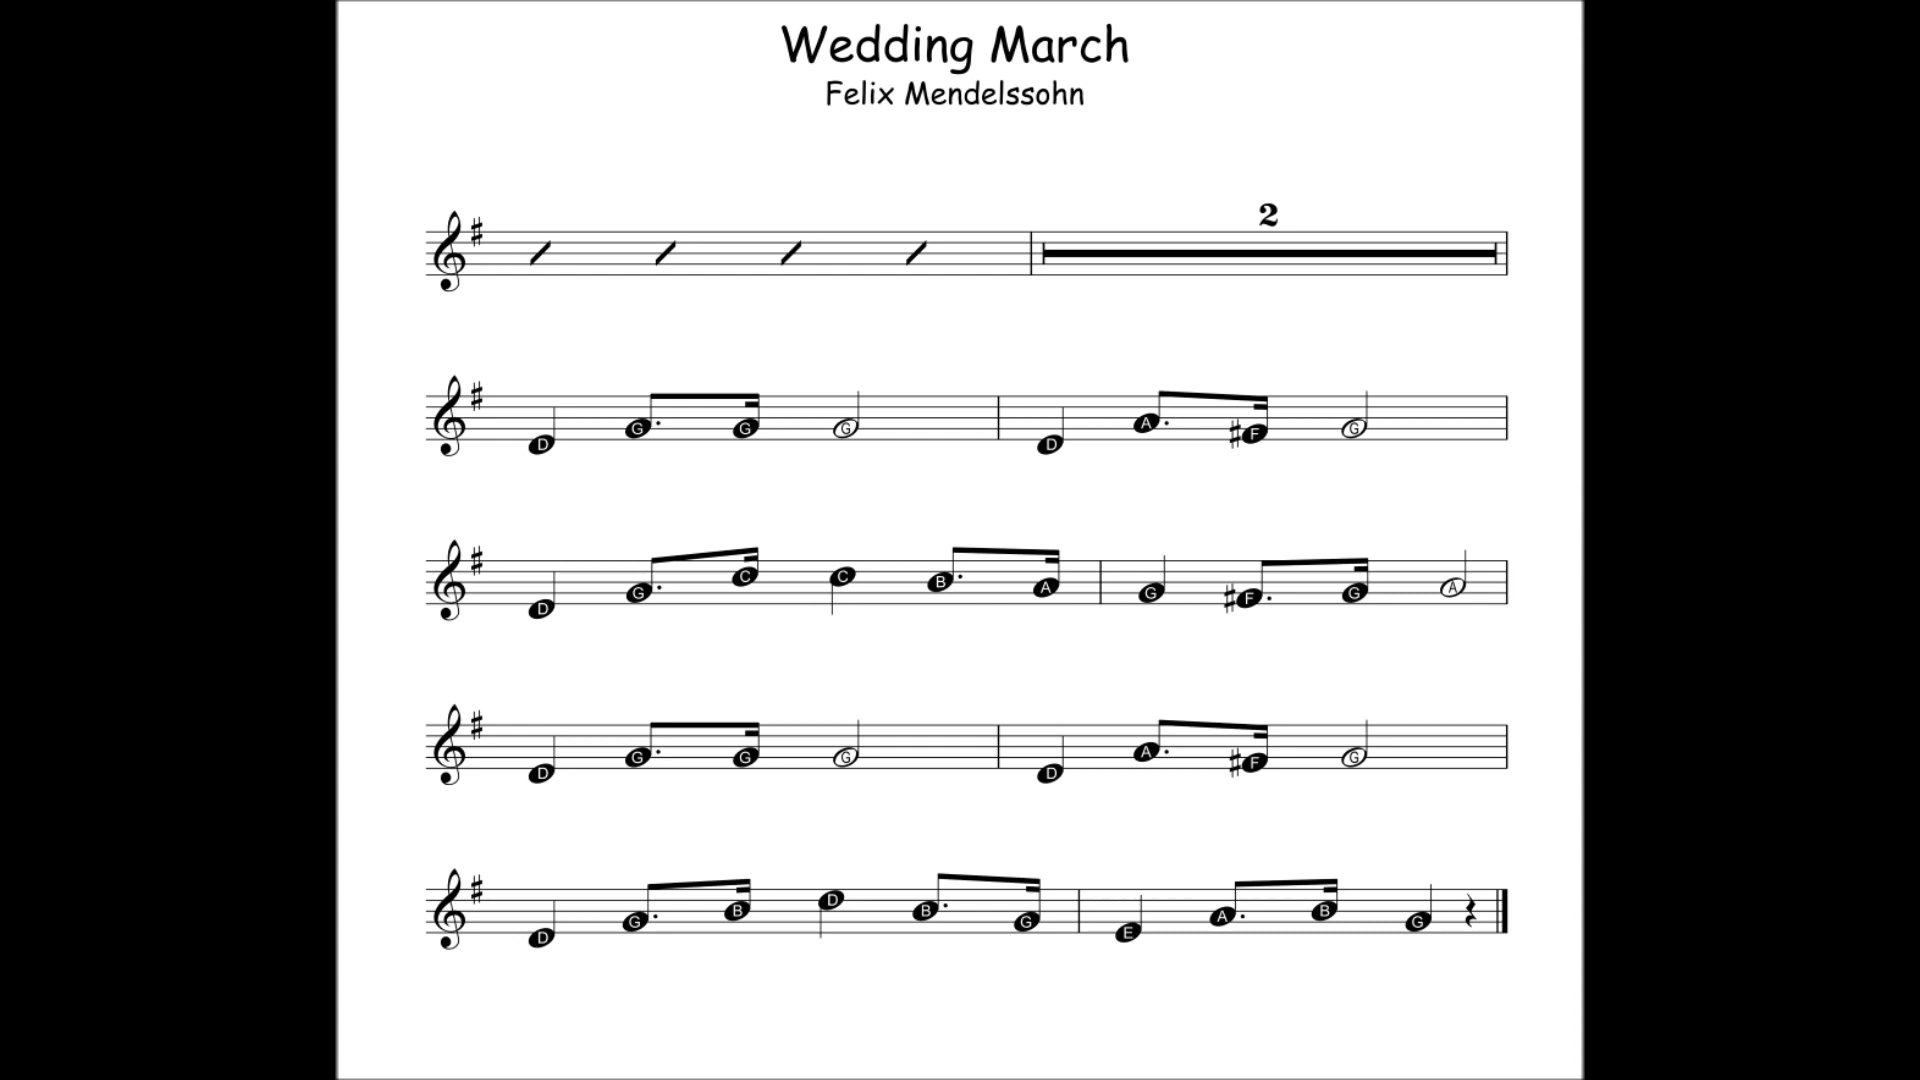 Wedding March
Felix Mendelssohn
2
D G G G D A F G
D G C C B A G F G A
D G G G D A F G
D G B D B G E A B G